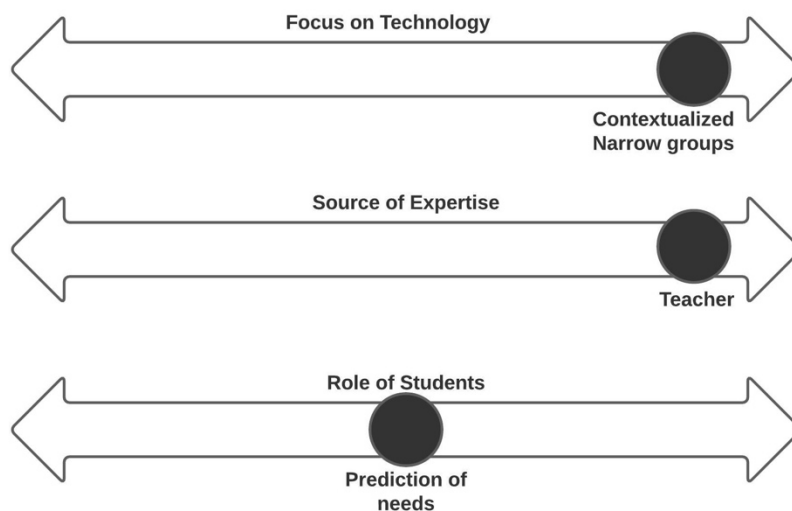 Focus on Technology
Contextualized
Narrow groups
Source of Expertise
Teacher
Role of Students
Prediction of
needs